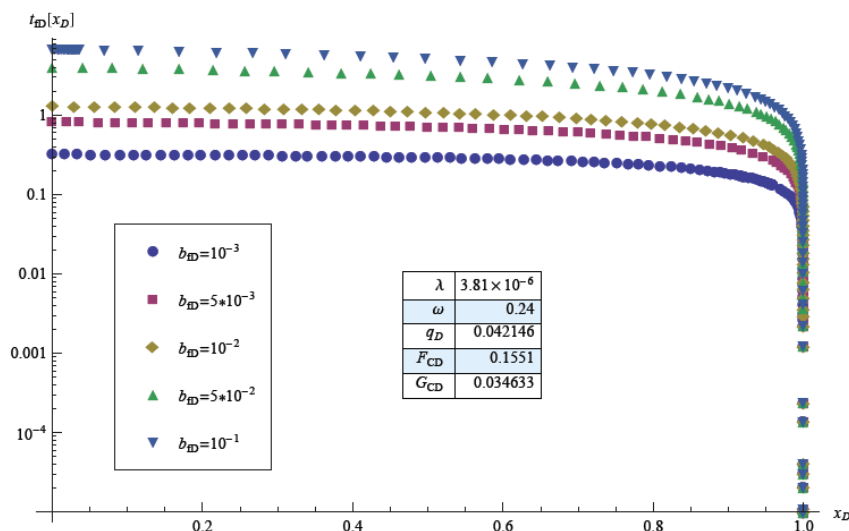 t_fD[x_D]
1
0.1
0.01
0.001
10^-4
b_fD=10^-3
b_fD=5*10^-3
b_fD=10^-2
b_fD=5*10^-2
b_fD=10^-1
λ 3.81×10^-6
ω 0.24
q_D 0.042146
F_CD 0.1551
G_CD 0.034633
0.2 0.4 0.6 0.8 1.0 x_D